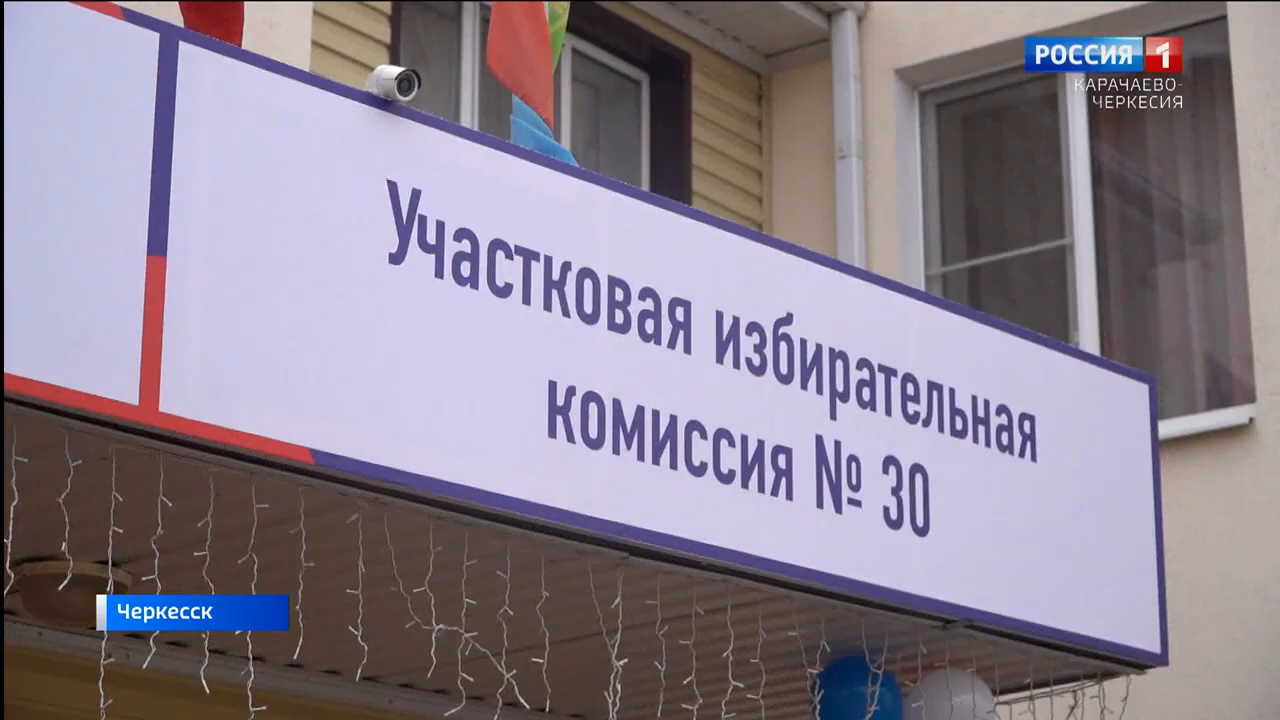 РОССИЯ 1
КАРАЧАЕВО-
ЧЕРКЕСИЯ
Участковая избирательная
комиссия № 30
Черкесск